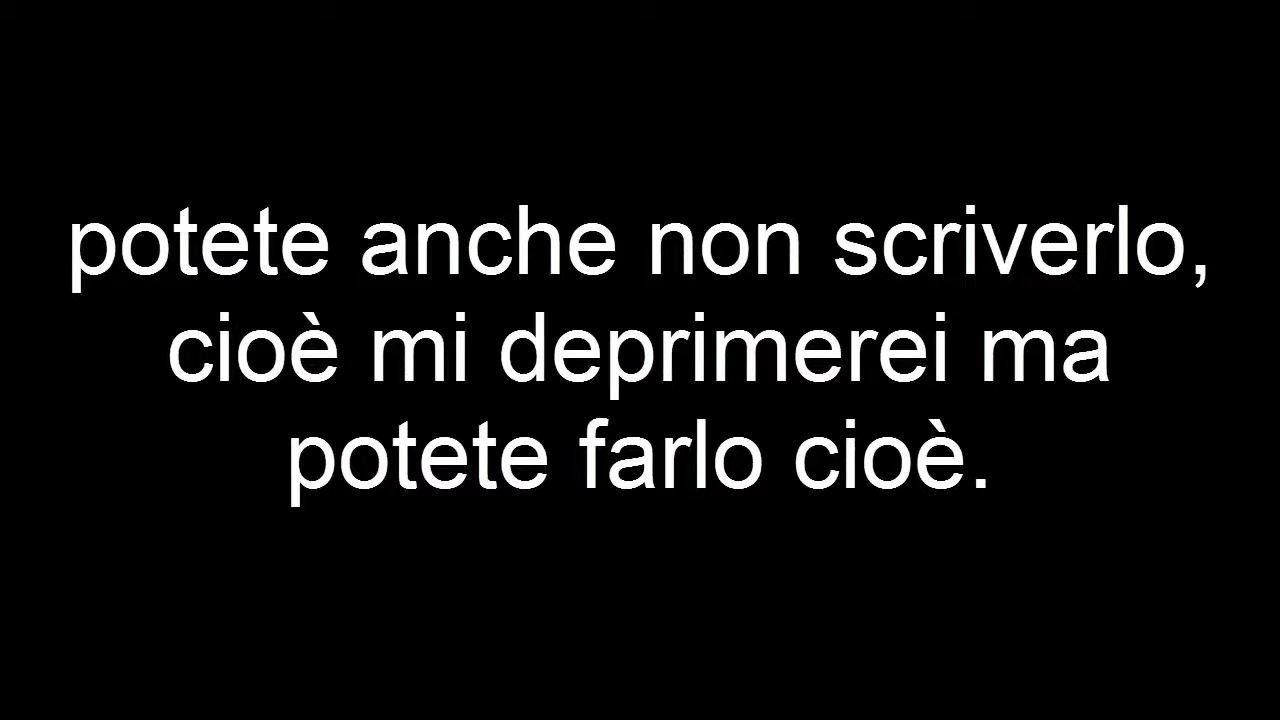 potete anche non scriverlo,
cioè mi deprimerei ma
potete farlo cioè.